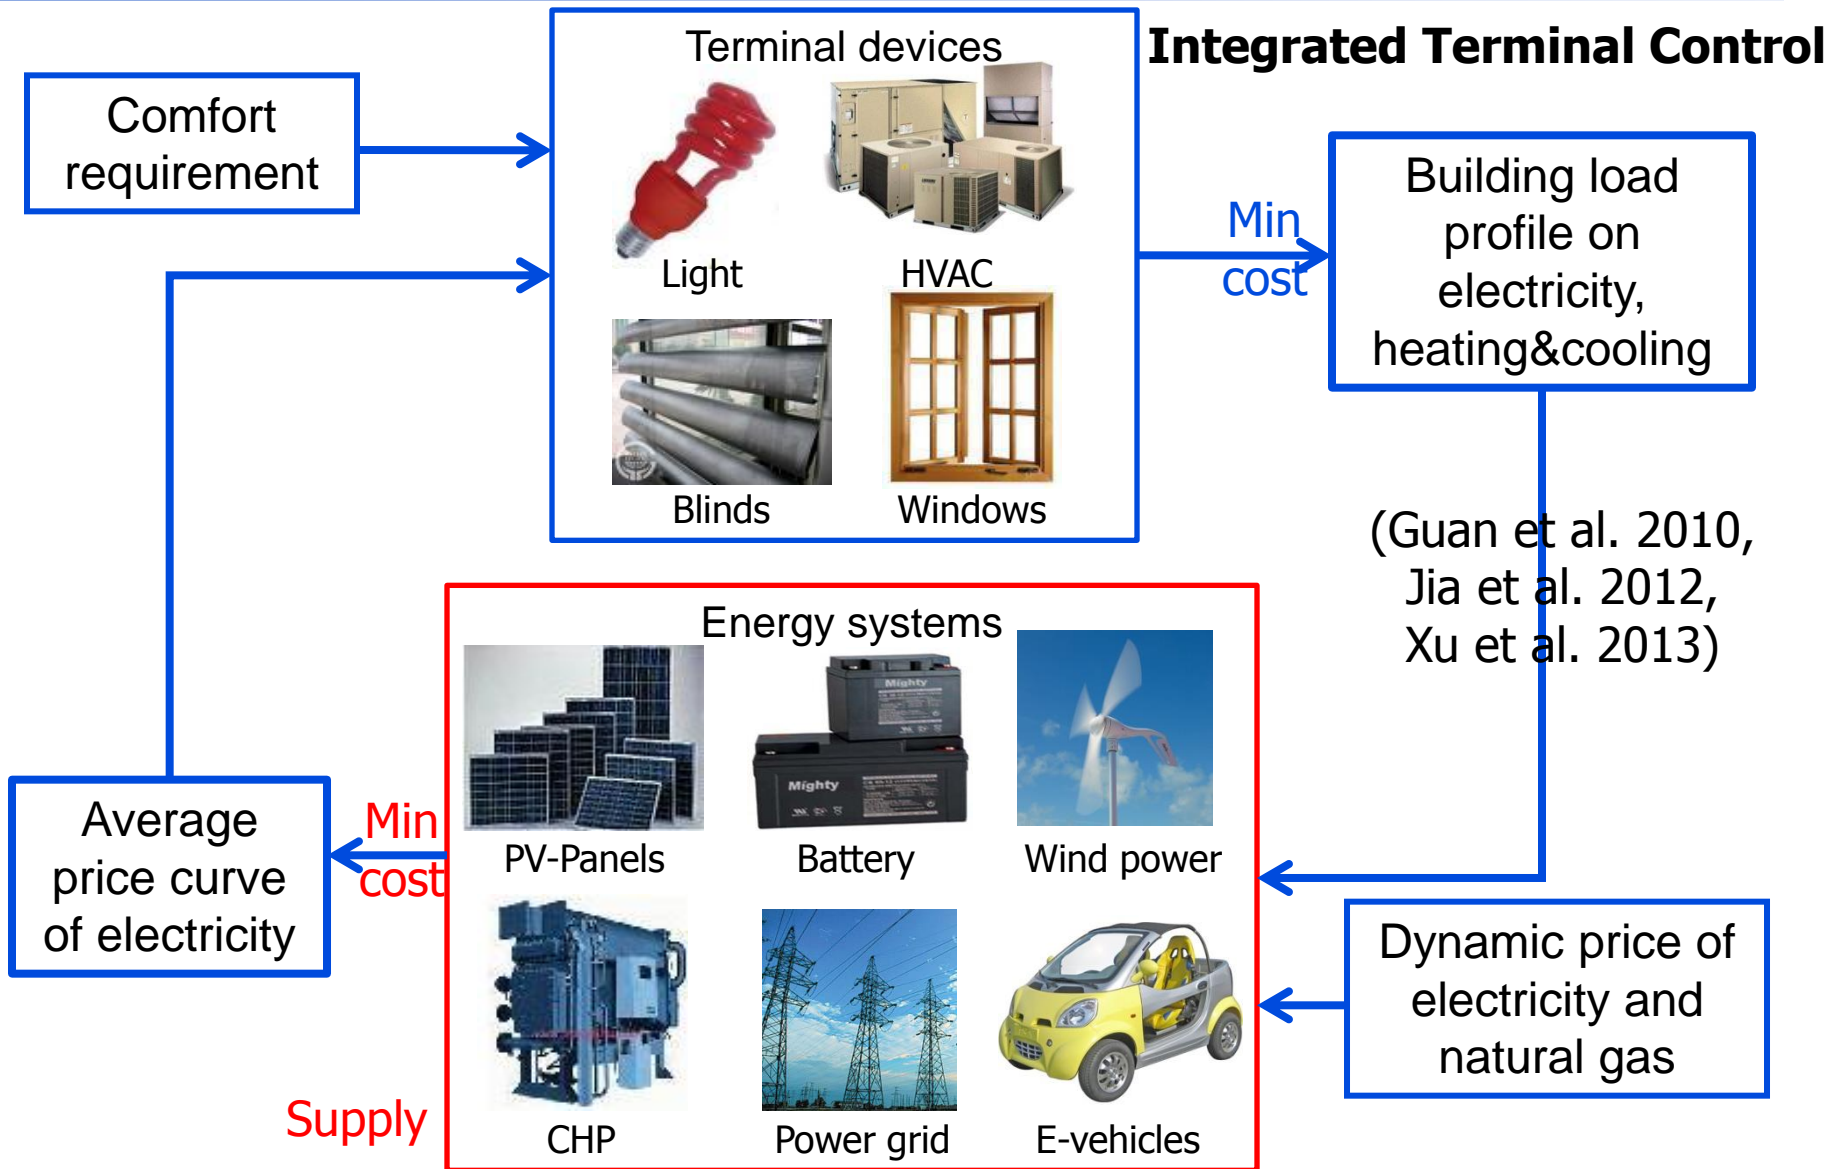 Integrated Terminal Control
Terminal devices
Comfort
requirement
Light
HVAC
Blinds
Windows
Min
cost
Building load
profile on
electricity,
heating&cooling
(Guan et al. 2010,
Jia et al. 2012,
Xu et al. 2013)
Energy systems
Mighty
Mighty
PV-Panels
Battery
Wind power
CHP
Power grid
E-vehicles
Min
cost
Average
price curve
of electricity
Dynamic price of
electricity and
natural gas
Supply